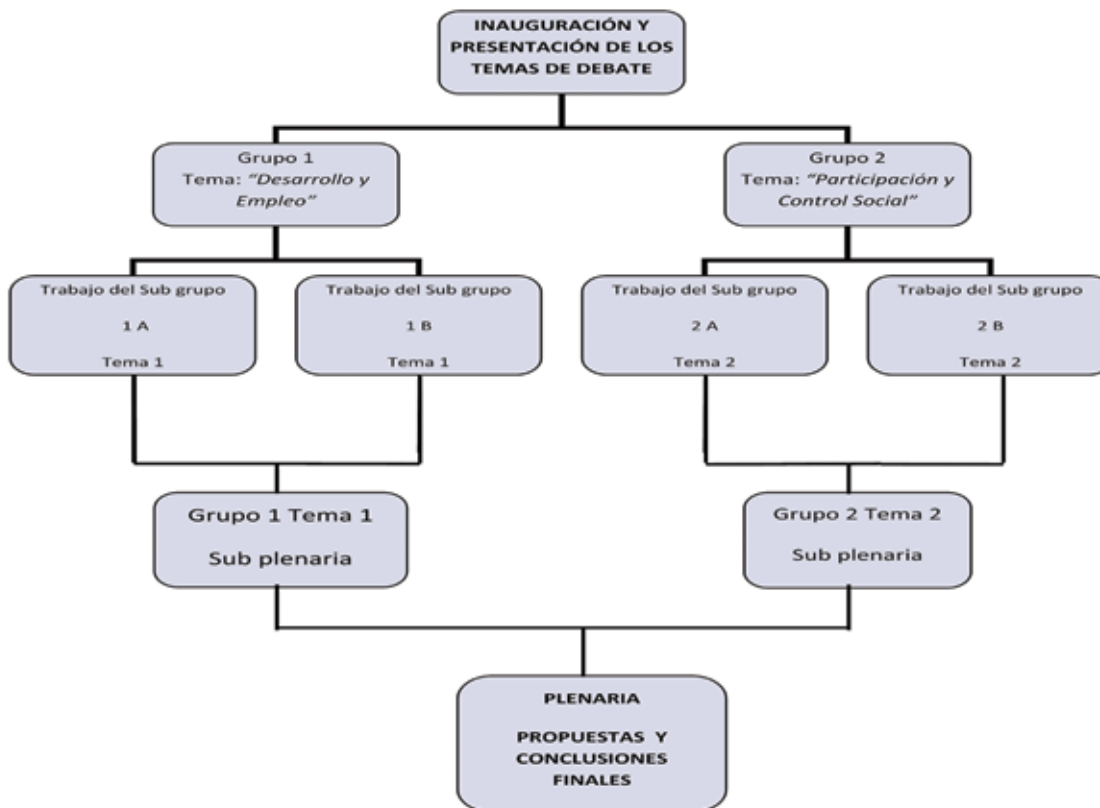 INAUGURACIÓN Y
PRESENTACIÓN DE LOS
TEMAS DE DEBATE
Grupo 1
Tema: “Desarrollo y
Empleo”
Grupo 2
Tema: “Participación y
Control Social”
Trabajo del Sub grupo
1 A
Tema 1
Trabajo del Sub grupo
1 B
Tema 1
Trabajo del Sub grupo
2 A
Tema 2
Trabajo del Sub grupo
2 B
Tema 2
Grupo 1 Tema 1
Sub plenaria
Grupo 2 Tema 2
Sub plenaria
PLENARIA
PROPUESTAS Y
CONCLUSIONES
FINALES